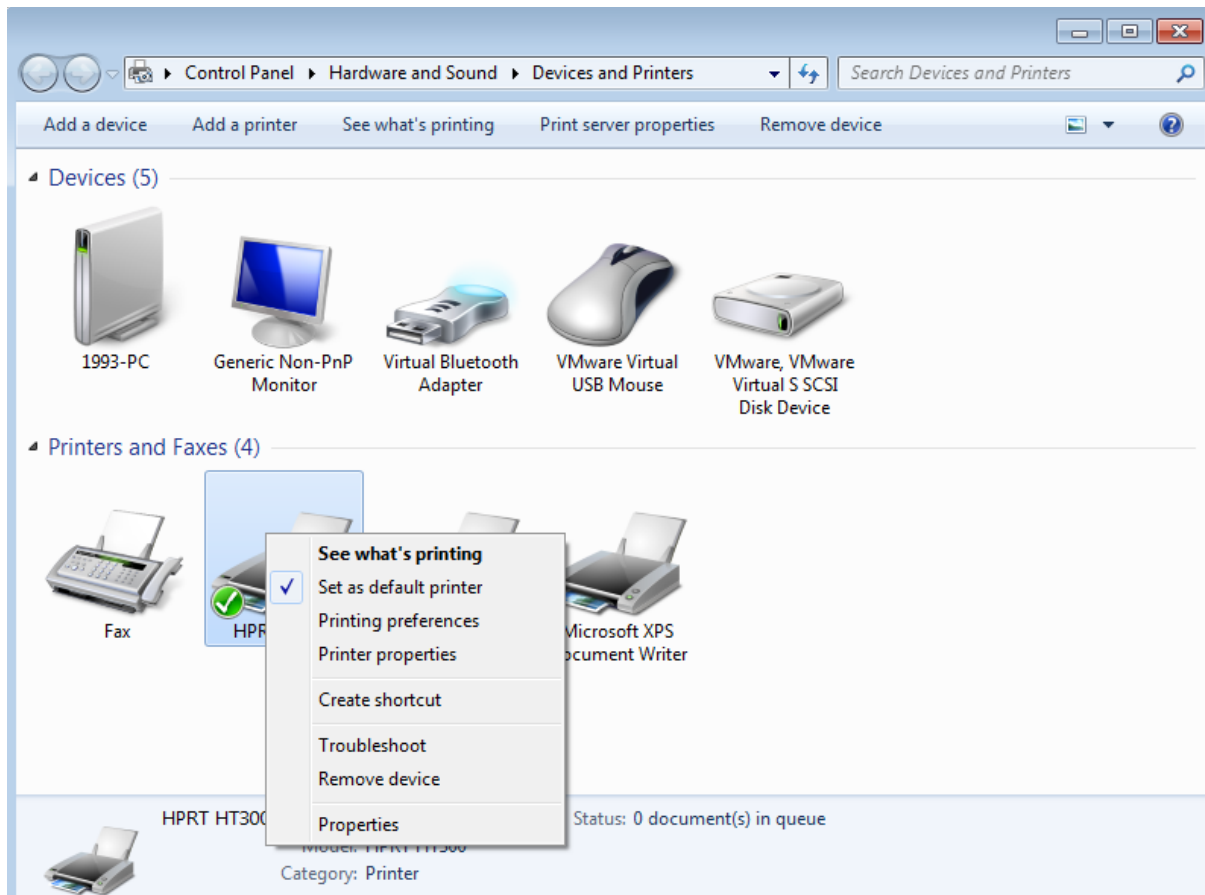 Control Panel Hardware and Sound Devices and Printers Search Devices and Printers
Add a device Add a printer See what's printing Print server properties Remove device
Devices (5)
1993-PC
Generic Non-PnP
Monitor
Virtual Bluetooth
Adapter
VMware Virtual
USB Mouse
VMware, VMware
Virtual S SCSI
Disk Device
Printers and Faxes (4)
Fax
HPR
Microsoft XPS
ocument Writer
See what's printing
Set as default printer
Printing preferences
Printer properties
Create shortcut
Troubleshoot
Remove device
Properties
HPRT HT300 Status: 0 document(s) in queue
Model: HPRT HT300
Category: Printer